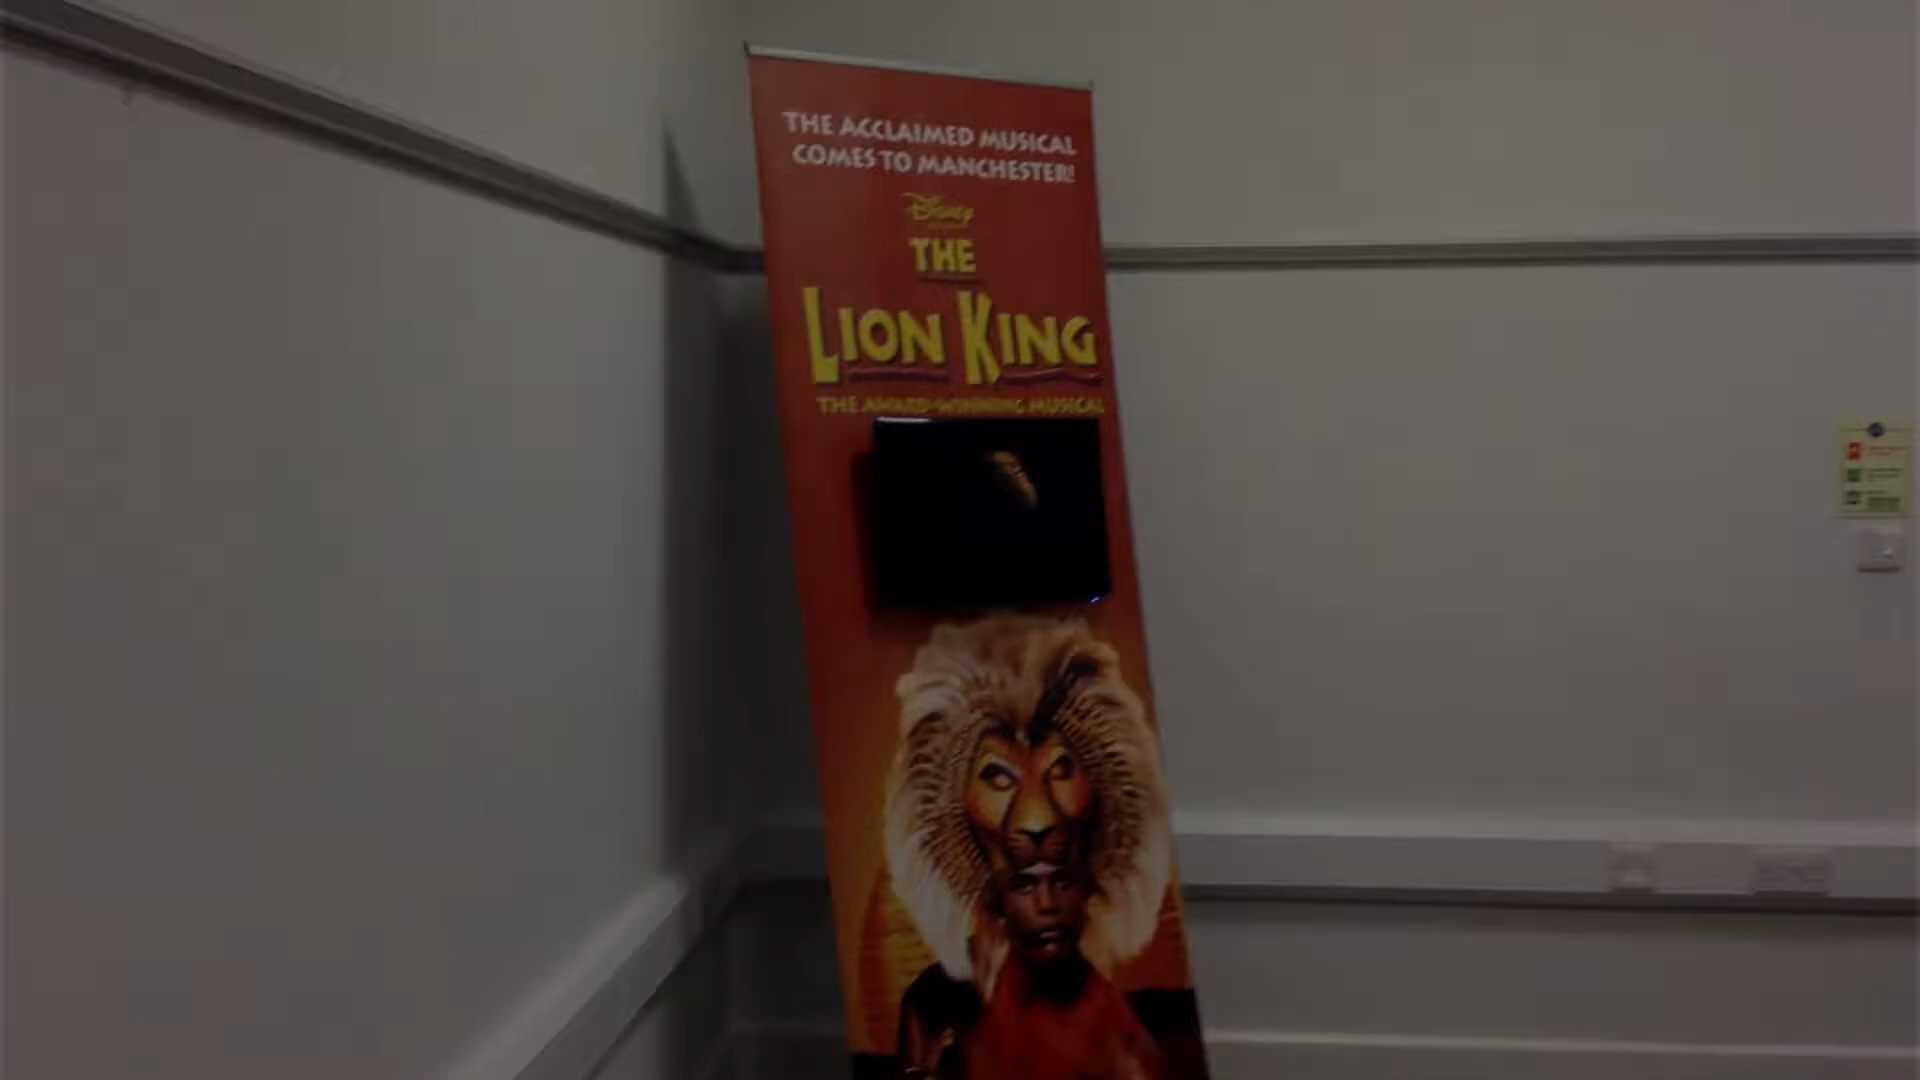 THE ACCLAIMED MUSICAL
COMES TO MANCHESTER!
Disney
THE
LION KING
THE AWARD-WINNING MUSICAL